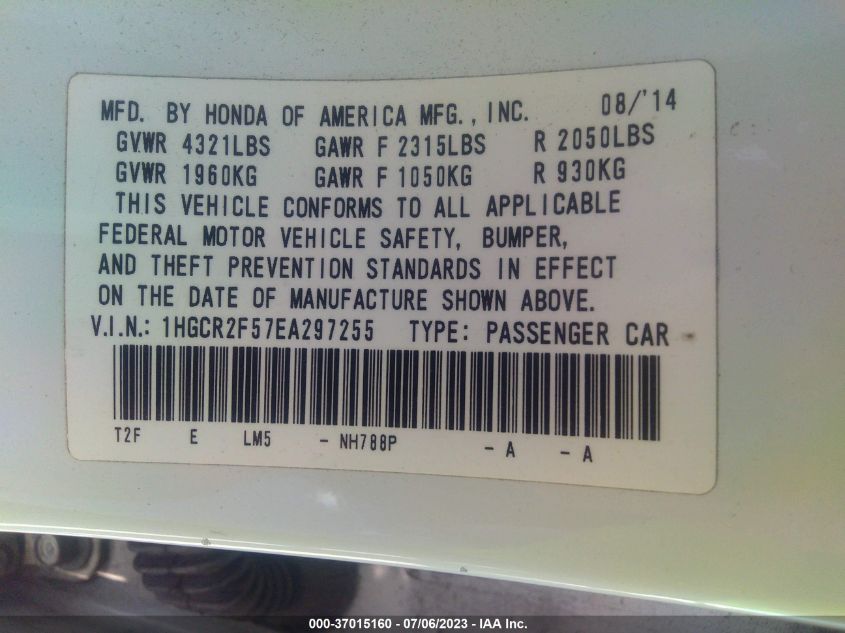 MFD. BY HONDA OF AMERICA MFG., INC. 08/'14
GVWR 4321LBS GAWR F 2315LBS R 2050LBS
GVWR 1960KG GAWR F 1050KG R 930KG
THIS VEHICLE CONFORMS TO ALL APPLICABLE
FEDERAL MOTOR VEHICLE SAFETY, BUMPER,
AND THEFT PREVENTION STANDARDS IN EFFECT
ON THE DATE OF MANUFACTURE SHOWN ABOVE.
V.I.N.: 1HGCR2F57EA297255 TYPE: PASSENGER CAR
T2F E LM5 - NH788P - A - A
000-37015160 - 07/06/2023 - IAA Inc.